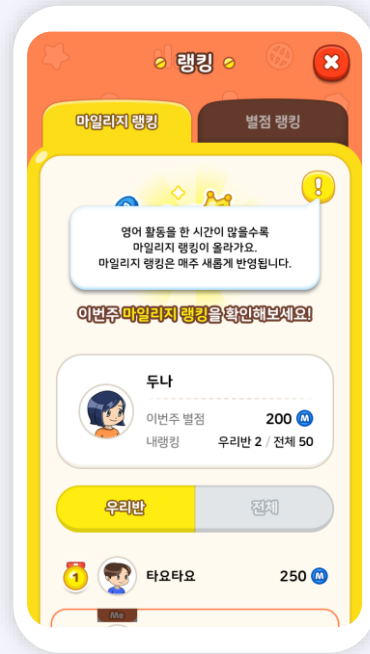 랭킹
마일리지 랭킹
별점 랭킹
영어 활동을 한 시간이 많을수록
마일리지 랭킹이 올라가요.
마일리지 랭킹은 매주 새롭게 반영됩니다.
이번주 마일리지 랭킹을 확인해보세요!
두나
이번주 별점 200 M
내랭킹 우리반 2 / 전체 50
우리반
전체
1 타요타요 250 M
Me